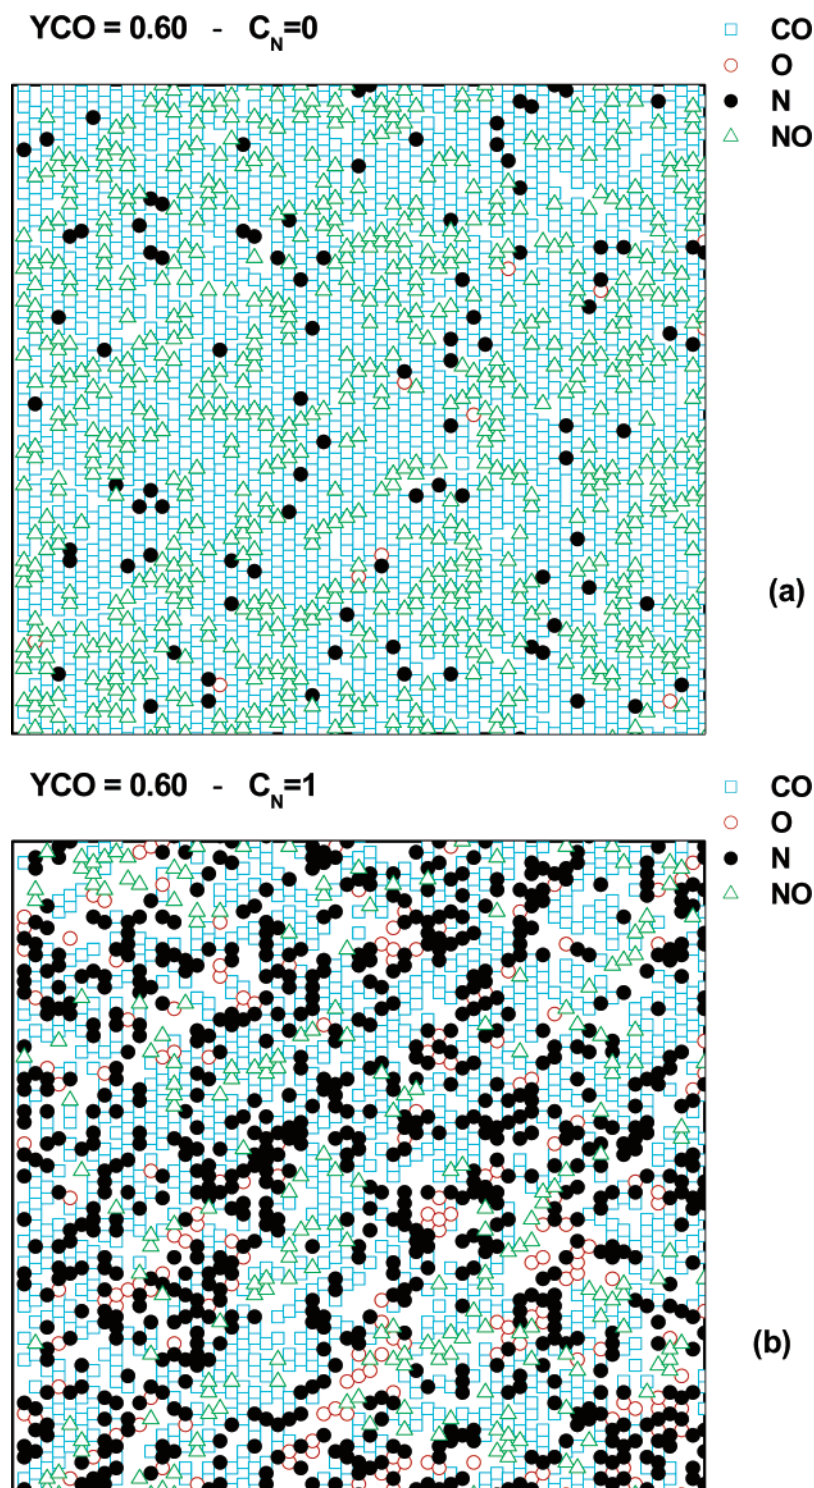 YCO = 0.60 - C_N=0
CO
O
N
NO
(a)
YCO = 0.60 - C_N=1
CO
O
N
NO
(b)